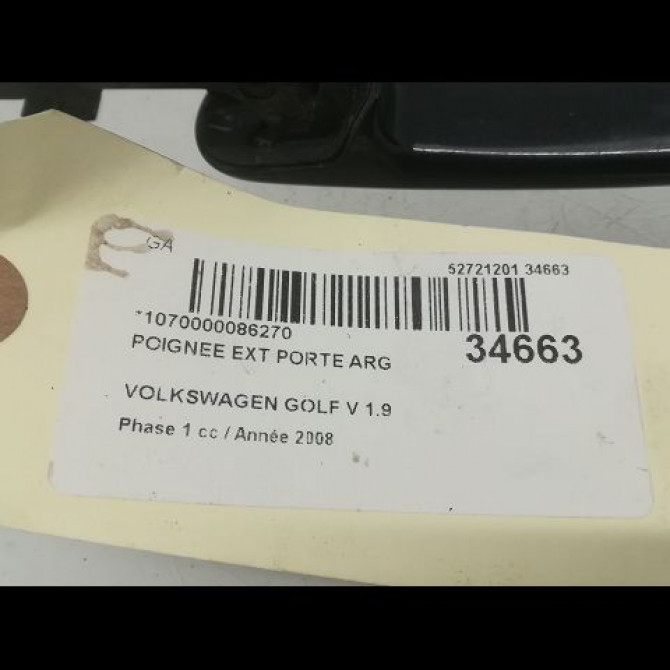 GA
52721201 34663
*1070000086270
34663
POIGNEE EXT PORTE ARG
VOLKSWAGEN GOLF V 1.9
Phase 1 cc / Année 2008